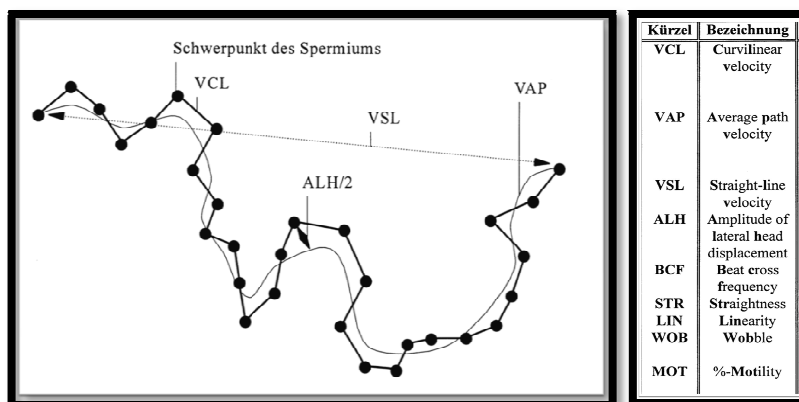 Schwerpunkt des Spermiums
VCL
VAP
VSL
ALH/2
Kürzel Bezeichnung
VCL Curvilinear
velocity
VAP Average path
velocity
VSL Straight-line
velocity
ALH Amplitude of
lateral head
displacement
BCF Beat cross
frequency
STR Straightness
LIN Linearity
WOB Wobble
MOT %-Motility